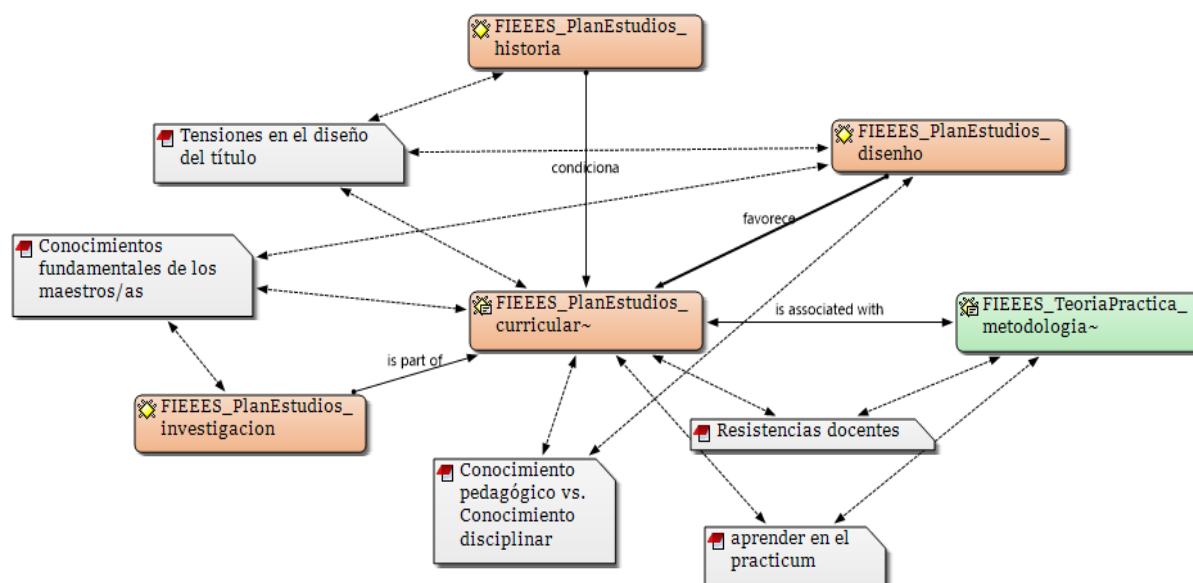 FIEEES_PlanEstudios_
historia
Tensiones en el diseño
del título
FIEEES_PlanEstudios_
disenho
condiciona
favorece
Conocimientos
fundamentales de los
maestros/as
FIEEES_PlanEstudios_
curricular~
is associated with
FIEEES_TeoriaPractica_
metodologia~
is part of
FIEEES_PlanEstudios_
investigacion
Resistencias docentes
Conocimiento
pedagógico vs.
Conocimiento
disciplinar
aprender en el
practicum